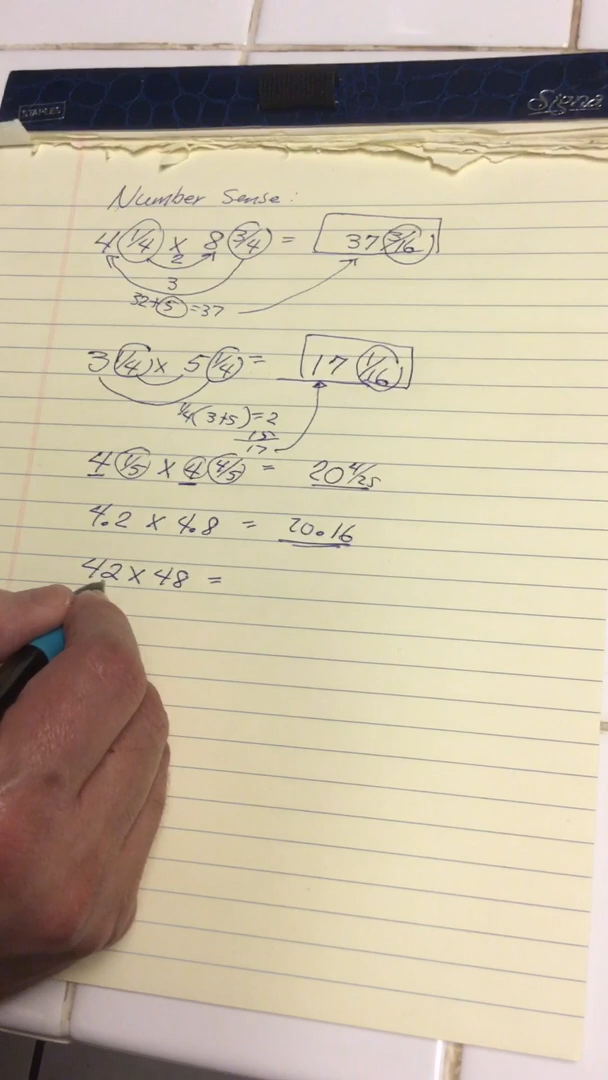 STAPLES
Sigma
Number Sense:
4 1/4 x 8 3/4 = 37 3/16
2
3
32+5=37
3 1/4 x 5 1/4 = 17 1/16
1/4(3+5)=2
15
17
4 1/5 x 4 4/5 = 20 4/25
4.2 x 4.8 = 20.16
42 x 48 =